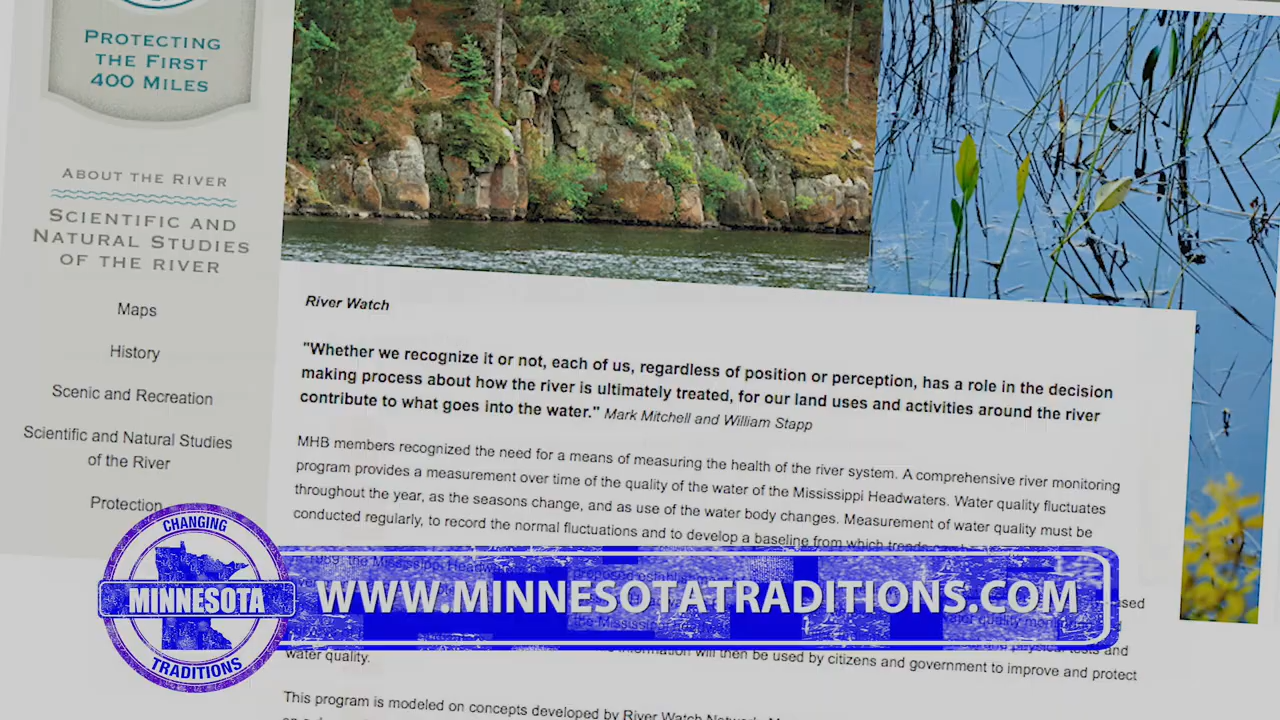 PROTECTING
THE FIRST
400 MILES
ABOUT THE RIVER
SCIENTIFIC AND
NATURAL STUDIES
OF THE RIVER
Maps
History
Scenic and Recreation
Scientific and Natural Studies
of the River
Protection
River Watch
"Whether we recognize it or not, each of us, regardless of position or perception, has a role in the decision
making process about how the river is ultimately treated, for our land uses and activities around the river
contribute to what goes into the water." Mark Mitchell and William Stapp
MHB members recognized the need for a means of measuring the health of the river system. A comprehensive river monitoring
program provides a measurement over time of the quality of the water of the Mississippi Headwaters. Water quality fluctuates
throughout the year, as the seasons change, and as use of the water body changes. Measurement of water quality must be
conducted regularly, to record the normal fluctuations and to develop a baseline from which
information will then be used by citizens and government to improve and protect
water quality.
This program is modeled on concepts developed by River Watch
CHANGING
MINNESOTA
TRADITIONS
WWW.MINNESOTATRADITIONS.COM